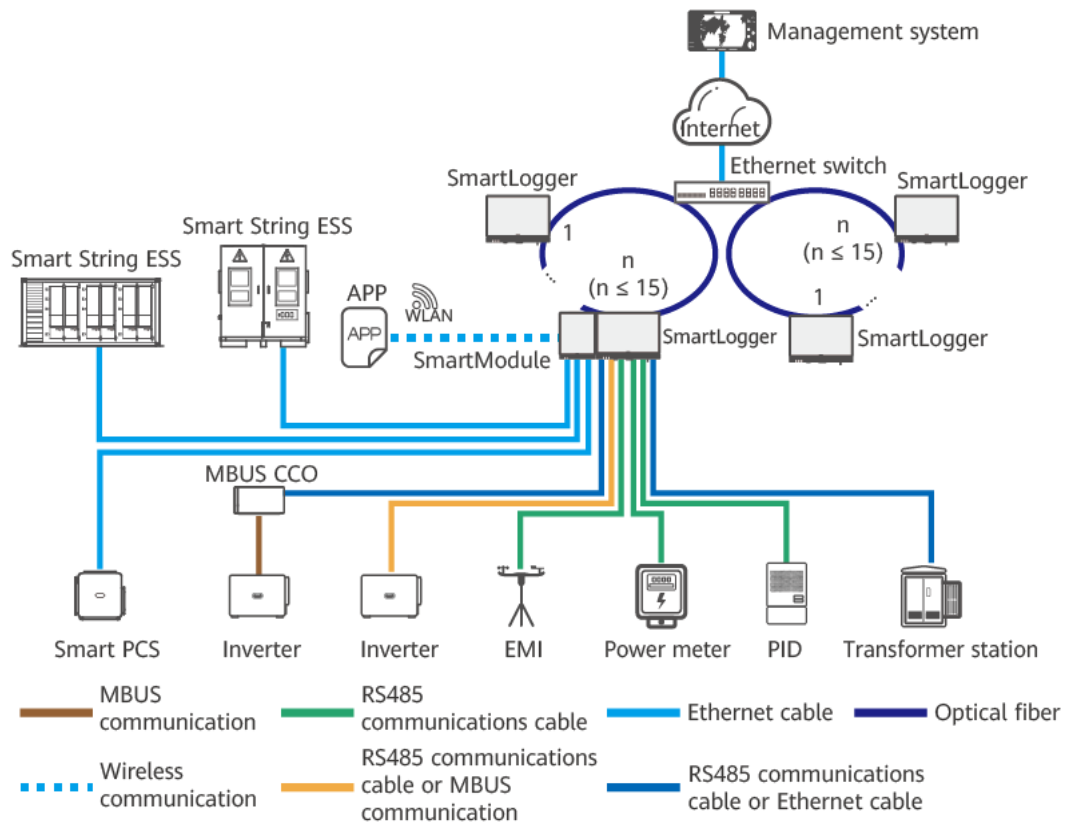 Management system
Internet
Ethernet switch
SmartLogger
SmartLogger
1
n
(n ≤ 15)
n
(n ≤ 15)
1
Smart String ESS
Smart String ESS
APP
WLAN
APP
SmartModule
SmartLogger
SmartLogger
MBUS CCO
Smart PCS
Inverter
Inverter
EMI
Power meter
PID
Transformer station
MBUS
communication
RS485
communications cable
Ethernet cable
Optical fiber
Wireless
communication
RS485 communications
cable or MBUS
communication
RS485 communications
cable or Ethernet cable